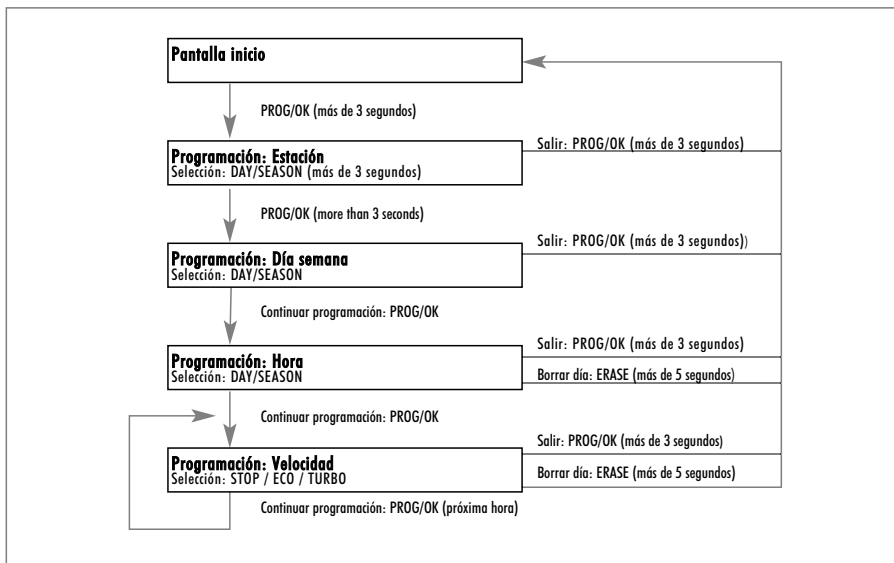 Pantalla inicio
PROG/OK (más de 3 segundos)
Programación: Estación
Selección: DAY/SEASON (más de 3 segundos)
Salir: PROG/OK (más de 3 segundos)
PROG/OK (more than 3 seconds)
Programación: Día semana
Selección: DAY/SEASON
Salir: PROG/OK (más de 3 segundos))
Continuar programación: PROG/OK
Programación: Hora
Selección: DAY/SEASON
Salir: PROG/OK (más de 3 segundos)
Borrar día: ERASE (más de 5 segundos)
Continuar programación: PROG/OK
Programación: Velocidad
Selección: STOP / ECO / TURBO
Salir: PROG/OK (más de 3 segundos)
Borrar día: ERASE (más de 5 segundos)
Continuar programación: PROG/OK (próxima hora)